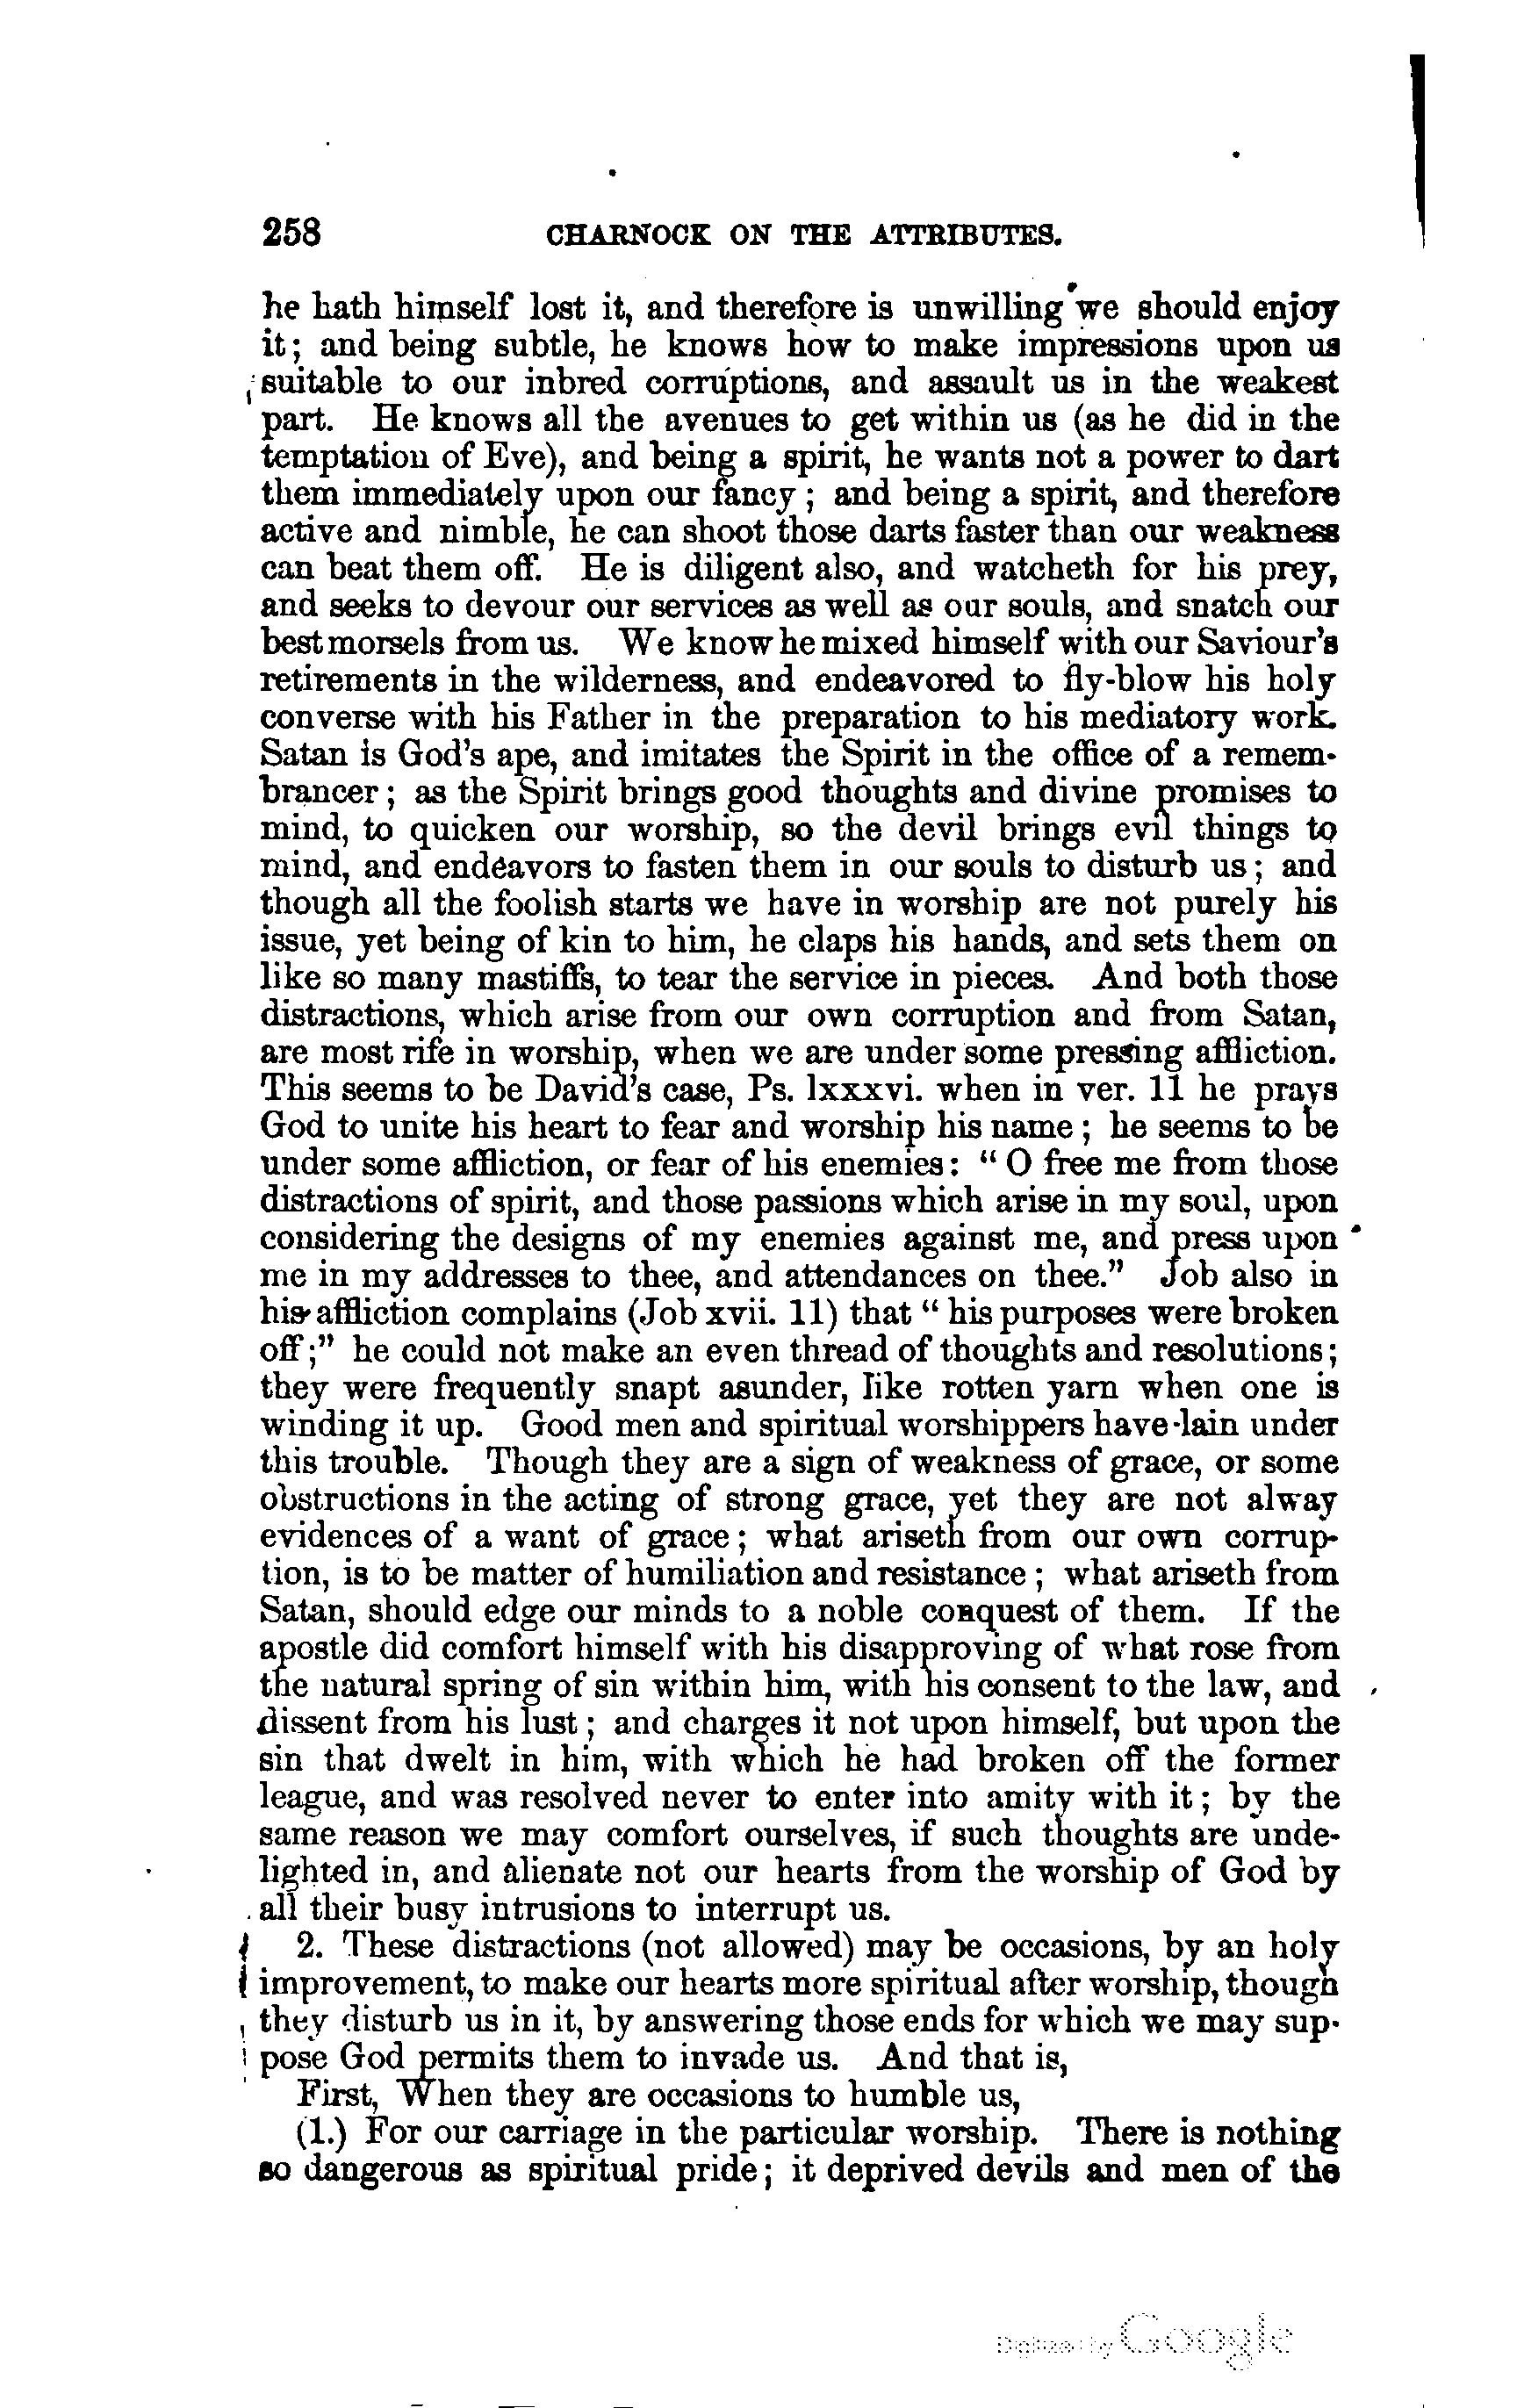 258 CHARNOCK ON THE ATTRIBUTES.
he hath himself lost it, and therefore is unwilling we should enjoy
it; and being subtle, he knows how to make impressions upon us
suitable to our inbred corruptions, and assault us in the weakest
part. He knows all the avenues to get within us (as he did in the
temptation of Eve), and being a spirit, he wants not a power to dart
them immediately upon our fancy; and being a spirit, and therefore
active and nimble, he can shoot those darts faster than our weakness
can beat them off. He is diligent also, and watcheth for his prey,
and seeks to devour our services as well as our souls, and snatch our
best morsels from us. We know he mixed himself with our Saviour's
retirements in the wilderness, and endeavored to fly-blow his holy
converse with his Father in the preparation to his mediatory work.
Satan is God's ape, and imitates the Spirit in the office of a remem-
brancer; as the Spirit brings good thoughts and divine promises to
mind, to quicken our worship, so the devil brings evil things to
mind, and endeavors to fasten them in our souls to disturb us; and
though all the foolish starts we have in worship are not purely his
issue, yet being of kin to him, he claps his hands, and sets them on
like so many mastiffs, to tear the service in pieces. And both those
distractions, which arise from our own corruption and from Satan,
are most rife in worship, when we are under some pressing affliction.
This seems to be David's case, Ps. lxxxvi. when in ver. 11 he prays
God to unite his heart to fear and worship his name; he seems to be
under some affliction, or fear of his enemies: "O free me from those
distractions of spirit, and those passions which arise in my soul, upon
considering the designs of my enemies against me, and press upon
me in my addresses to thee, and attendances on thee." Job also in
his affliction complains (Job xvii. 11) that "his purposes were broken
off;" he could not make an even thread of thoughts and resolutions;
they were frequently snapt asunder, like rotten yarn when one is
winding it up. Good men and spiritual worshippers have lain under
this trouble. Though they are a sign of weakness of grace, or some
obstructions in the acting of strong grace, yet they are not alway
evidences of a want of grace; what ariseth from our own corrup-
tion, is to be matter of humiliation and resistance; what ariseth from
Satan, should edge our minds to a noble conquest of them. If the
apostle did comfort himself with his disapproving of what rose from
the natural spring of sin within him, with his consent to the law, and
dissent from his lust; and charges it not upon himself, but upon the
sin that dwelt in him, with which he had broken off the former
league, and was resolved never to enter into amity with it; by the
same reason we may comfort ourselves, if such thoughts are unde-
lighted in, and alienate not our hearts from the worship of God by
all their busy intrusions to interrupt us.
2. These distractions (not allowed) may be occasions, by an holy
improvement, to make our hearts more spiritual after worship, though
they disturb us in it, by answering those ends for which we may sup-
pose God permits them to invade us. And that is,
First, When they are occasions to humble us,
(1.) For our carriage in the particular worship. There is nothing
so dangerous as spiritual pride; it deprived devils and men of the
Digitized by Google